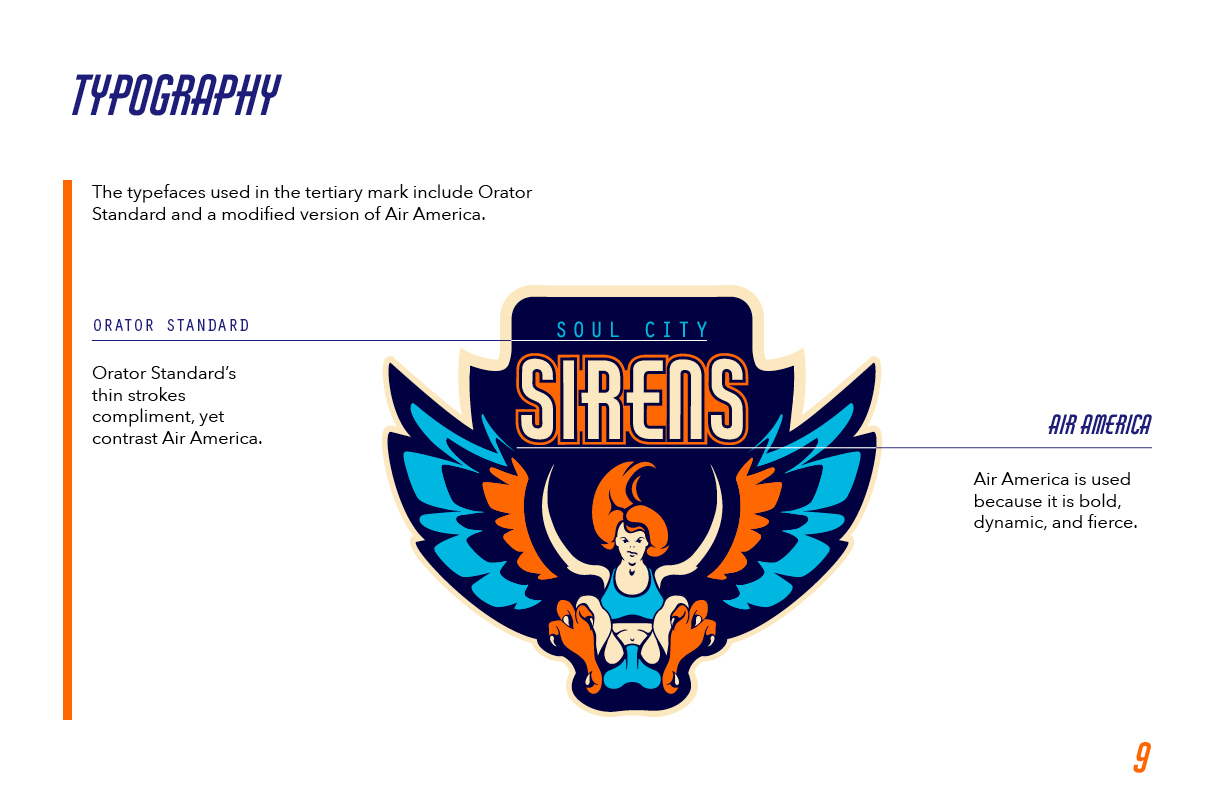 TYPOGRAPHY
The typefaces used in the tertiary mark include Orator
Standard and a modified version of Air America.
ORATOR STANDARD
Orator Standard’s
thin strokes
compliment, yet
contrast Air America.
SOUL CITY
SIRENS
AIR AMERICA
Air America is used
because it is bold,
dynamic, and fierce.
9